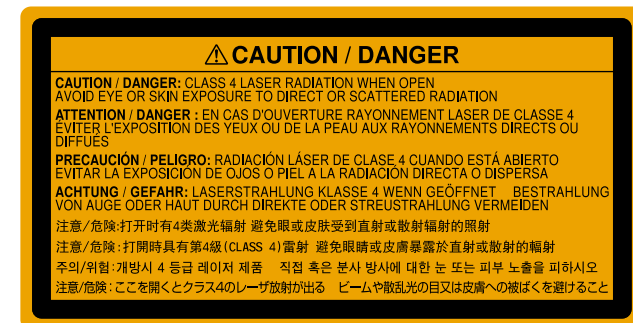 ⚠ CAUTION / DANGER
CAUTION / DANGER: CLASS 4 LASER RADIATION WHEN OPEN
AVOID EYE OR SKIN EXPOSURE TO DIRECT OR SCATTERED RADIATION
ATTENTION / DANGER : EN CAS D'OUVERTURE RAYONNEMENT LASER DE CLASSE 4
ÉVITER L'EXPOSITION DES YEUX OU DE LA PEAU AUX RAYONNEMENTS DIRECTS OU
DIFFUÉS
PRECAUCIÓN / PELIGRO: RADIACIÓN LÁSER DE CLASE 4 CUANDO ESTÁ ABIERTO
EVITAR LA EXPOSICIÓN DE OJOS O PIEL A LA RADIACIÓN DIRECTA O DISPERSA
ACHTUNG / GEFAHR: LASERSTRAHLUNG KLASSE 4 WENN GEÖFFNET BESTRAHLUNG
VON AUGE ODER HAUT DURCH DIREKTE ODER STREUSTRAHLUNG VERMEIDEN
注意/危险:打开时有4类激光辐射 避免眼或皮肤受到直射或散射辐射的照射
注意/危険:打開時具有第4級(CLASS 4)雷射 避免眼睛或皮膚暴露於直射或散射的輻射
주의/위험:개방시 4 등급 레이저 제품 직접 혹은 분사 방사에 대한 눈 또는 피부 노출을 피하시오
注意/危険:ここを開くとクラス4のレーザ放射が出る ビームや散乱光の目又は皮膚への被ばくを避けること